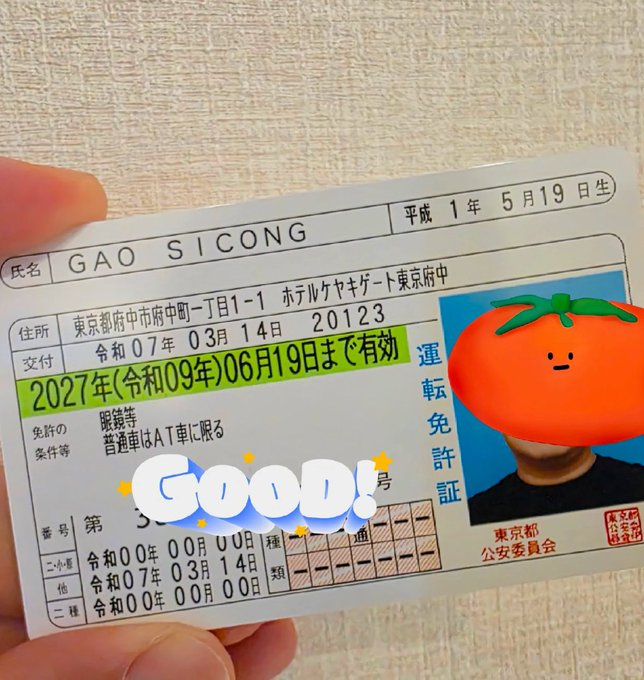 氏名 GAO SICONG 平成 1年 5月19日生
住所 東京都府中市府中町一丁目1-1 ホテルケヤキゲート東京府中
交付 令和07年03月14日 20123
2027年(令和09年)06月19日まで有効
免許の条件等 眼鏡等
普通車はAT車に限る
運転免許証
GOOD!
番号 第 号
二・小・原 令和00年00月00日
他 令和07年03月14日
二種 令和00年00月00日
種類 普通
東京都
公安委員会